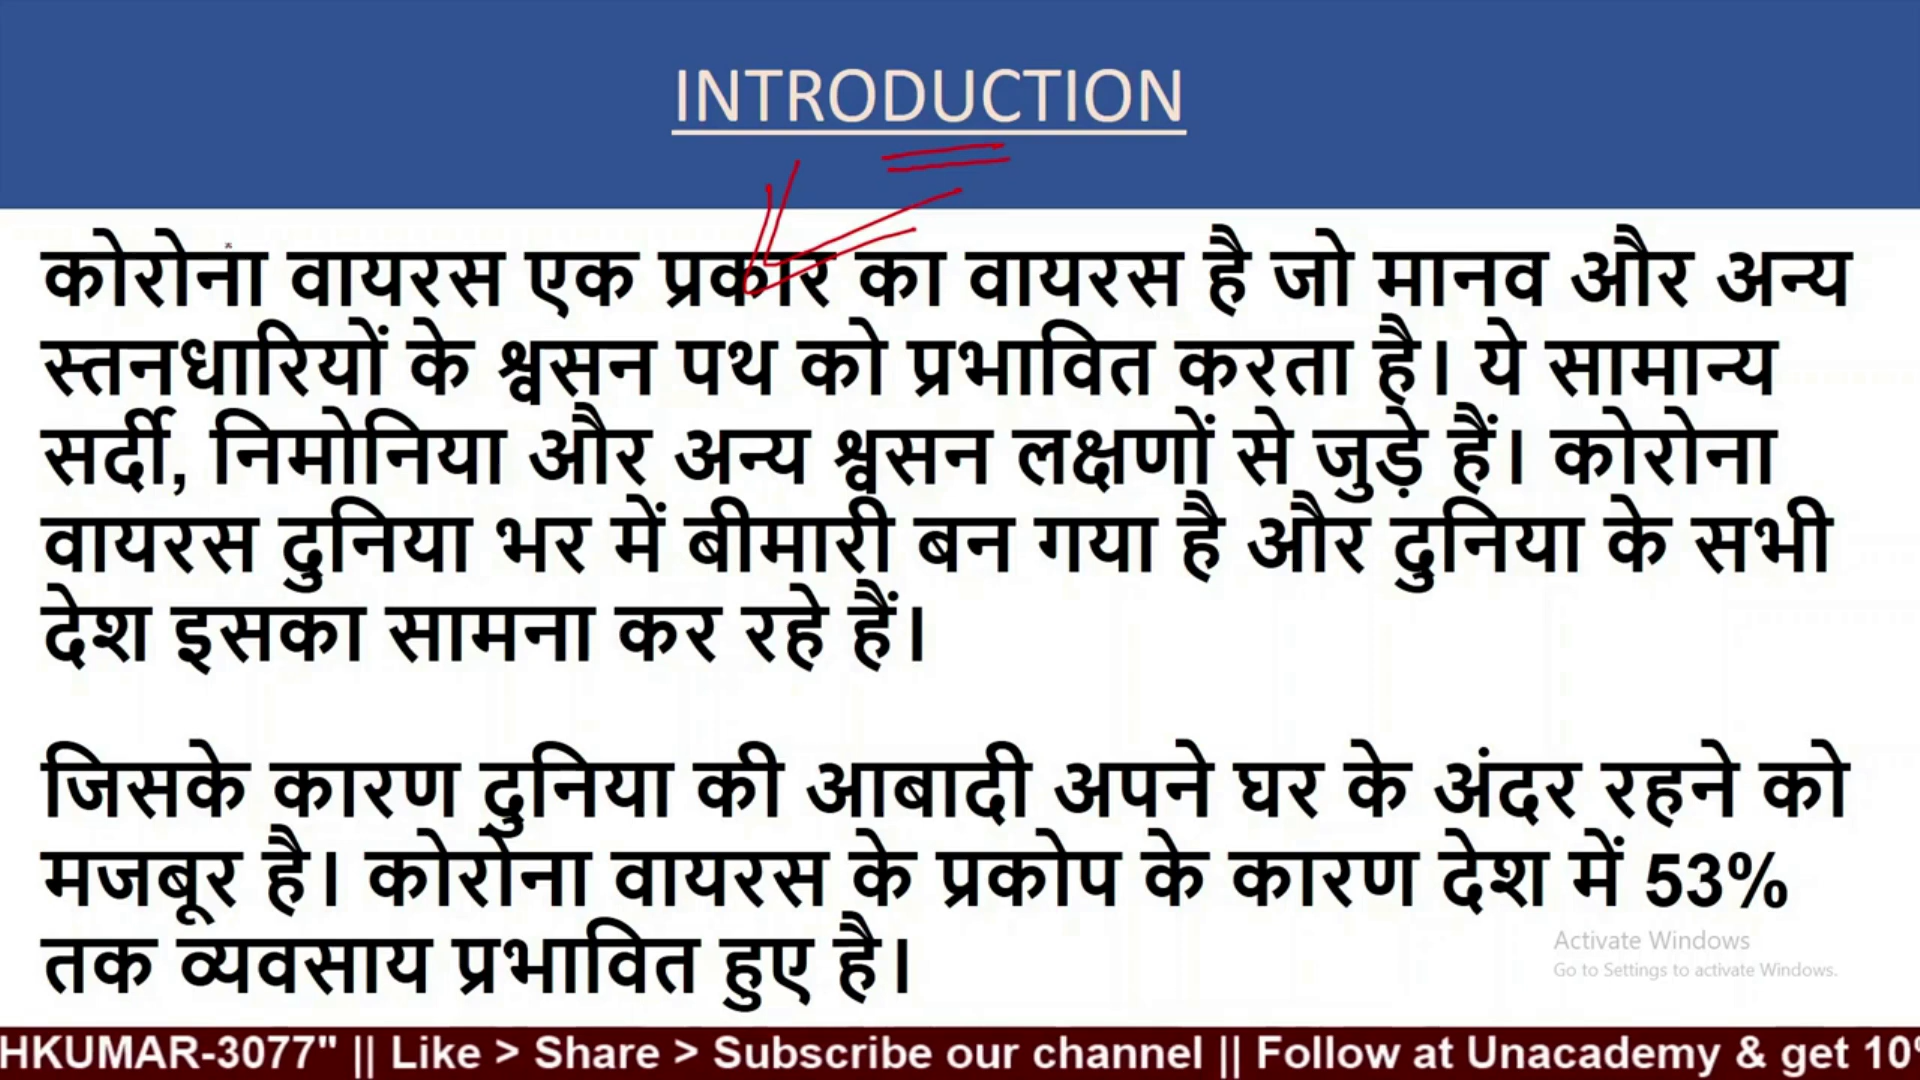 INTRODUCTION
कोरोना वायरस एक प्रकार का वायरस है जो मानव और अन्य
स्तनधारियों के श्वसन पथ को प्रभावित करता है। ये सामान्य
सर्दी, निमोनिया और अन्य श्वसन लक्षणों से जुड़े हैं। कोरोना
वायरस दुनिया भर में बीमारी बन गया है और दुनिया के सभी
देश इसका सामना कर रहे हैं।
जिसके कारण दुनिया की आबादी अपने घर के अंदर रहने को
मजबूर है। कोरोना वायरस के प्रकोप के कारण देश में 53%
तक व्यवसाय प्रभावित हुए है।
Activate Windows
Go to Settings to activate Windows.
HKUMAR-3077" || Like > Share > Subscribe our channel || Follow at Unacademy & get 10